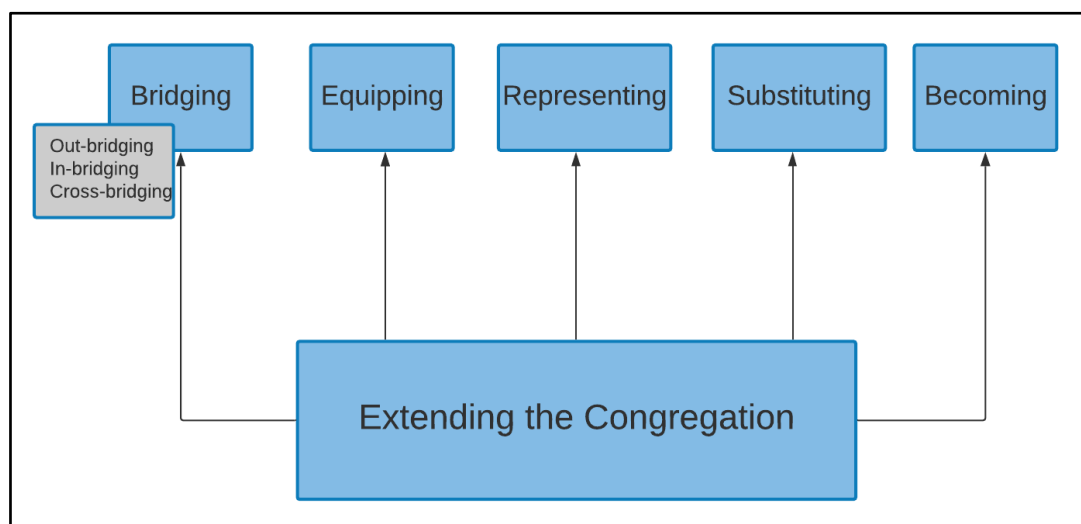 Bridging
Equipping
Representing
Substituting
Becoming
Out-bridging
In-bridging
Cross-bridging
Extending the Congregation